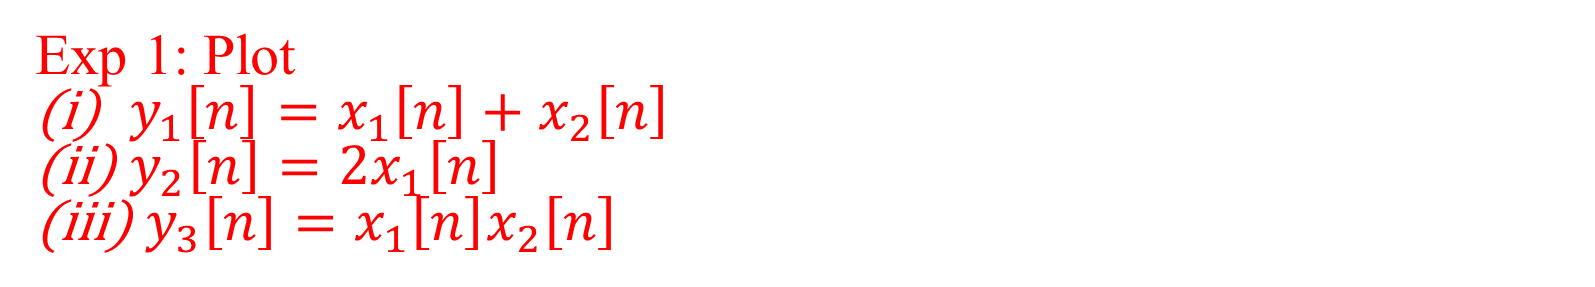 Exp 1: Plot
(i) y₁[n] = x₁[n] + x₂[n]
(ii) y₂[n] = 2x₁[n]
(iii) y₃[n] = x₁[n]x₂[n]